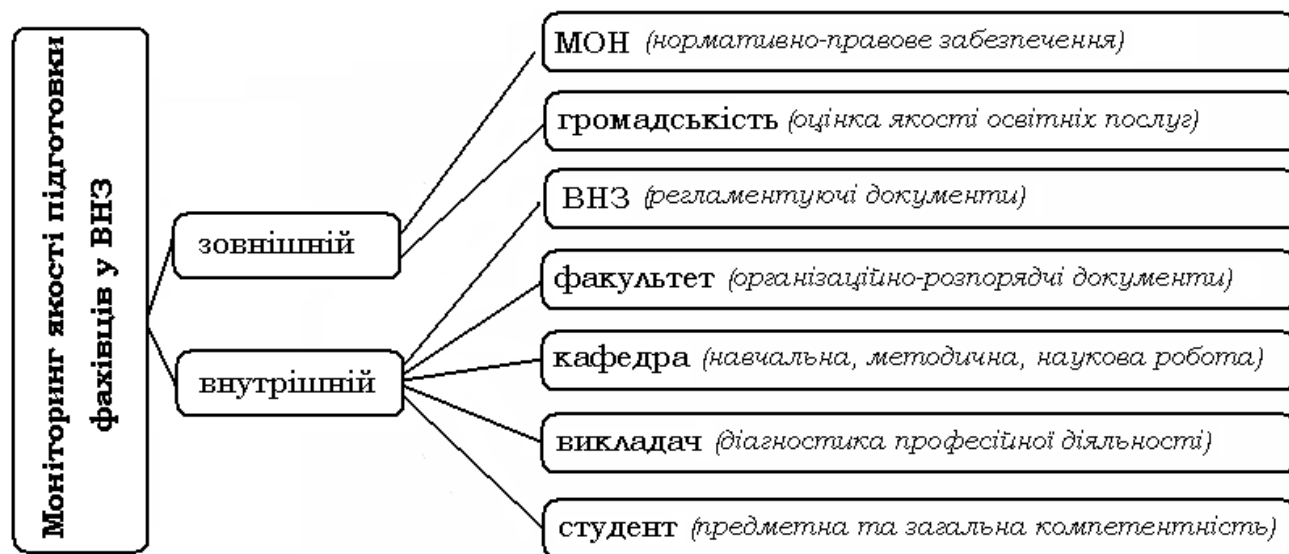 Моніторинг якості підготовки
фахівців у ВНЗ
зовнішній
внутрішній
МОН (нормативно-правове забезпечення)
громадськість (оцінка якості освітніх послуг)
ВНЗ (регламентуючі документи)
факультет (організаційно-розпорядчі документи)
кафедра (навчальна, методична, наукова робота)
викладач (діагностика професійної діяльності)
студент (предметна та загальна компетентність)